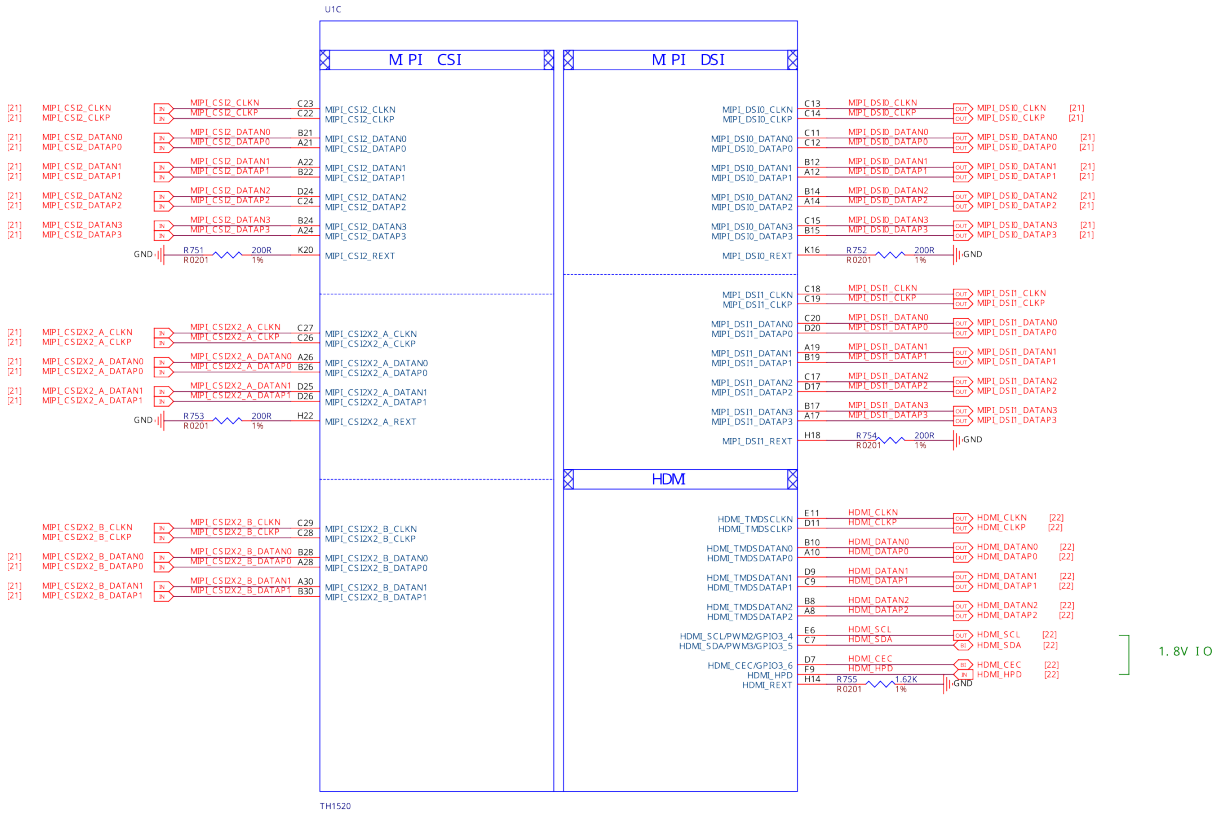 U1C
MIPI CSI
MIPI DSI
[21] MIPI_CSI2_CLKN IN MIPI_CSI2_CLKN C23 MIPI_CSI2_CLKN
[21] MIPI_CSI2_CLKP IN MIPI_CSI2_CLKP C22 MIPI_CSI2_CLKP
[21] MIPI_CSI2_DATAN0 IN MIPI_CSI2_DATAN0 B21 MIPI_CSI2_DATAN0
[21] MIPI_CSI2_DATAP0 IN MIPI_CSI2_DATAP0 A21 MIPI_CSI2_DATAP0
[21] MIPI_CSI2_DATAN1 IN MIPI_CSI2_DATAN1 A22 MIPI_CSI2_DATAN1
[21] MIPI_CSI2_DATAP1 IN MIPI_CSI2_DATAP1 B22 MIPI_CSI2_DATAP1
[21] MIPI_CSI2_DATAN2 IN MIPI_CSI2_DATAN2 D24 MIPI_CSI2_DATAN2
[21] MIPI_CSI2_DATAP2 IN MIPI_CSI2_DATAP2 C24 MIPI_CSI2_DATAP2
[21] MIPI_CSI2_DATAN3 IN MIPI_CSI2_DATAN3 B24 MIPI_CSI2_DATAN3
[21] MIPI_CSI2_DATAP3 IN MIPI_CSI2_DATAP3 A24 MIPI_CSI2_DATAP3
GND R751 200R K20 MIPI_CSI2_REXT
R0201 1%
[21] MIPI_CSI2X2_A_CLKN IN MIPI_CSI2X2_A_CLKN C27 MIPI_CSI2X2_A_CLKN
[21] MIPI_CSI2X2_A_CLKP IN MIPI_CSI2X2_A_CLKP C26 MIPI_CSI2X2_A_CLKP
[21] MIPI_CSI2X2_A_DATAN0 IN MIPI_CSI2X2_A_DATAN0 A26 MIPI_CSI2X2_A_DATAN0
[21] MIPI_CSI2X2_A_DATAP0 IN MIPI_CSI2X2_A_DATAP0 B26 MIPI_CSI2X2_A_DATAP0
[21] MIPI_CSI2X2_A_DATAN1 IN MIPI_CSI2X2_A_DATAN1 D25 MIPI_CSI2X2_A_DATAN1
[21] MIPI_CSI2X2_A_DATAP1 IN MIPI_CSI2X2_A_DATAP1 D26 MIPI_CSI2X2_A_DATAP1
GND R753 200R H22 MIPI_CSI2X2_A_REXT
R0201 1%
MIPI_CSI2X2_B_CLKN IN MIPI_CSI2X2_B_CLKN C29 MIPI_CSI2X2_B_CLKN
MIPI_CSI2X2_B_CLKP IN MIPI_CSI2X2_B_CLKP C28 MIPI_CSI2X2_B_CLKP
[21] MIPI_CSI2X2_B_DATAN0 IN MIPI_CSI2X2_B_DATAN0 B28 MIPI_CSI2X2_B_DATAN0
[21] MIPI_CSI2X2_B_DATAP0 IN MIPI_CSI2X2_B_DATAP0 A28 MIPI_CSI2X2_B_DATAP0
[21] MIPI_CSI2X2_B_DATAN1 IN MIPI_CSI2X2_B_DATAN1 A30 MIPI_CSI2X2_B_DATAN1
[21] MIPI_CSI2X2_B_DATAP1 IN MIPI_CSI2X2_B_DATAP1 B30 MIPI_CSI2X2_B_DATAP1
MIPI_DSI0_CLKN C13 MIPI_DSI0_CLKN OUT MIPI_DSI0_CLKN [21]
MIPI_DSI0_CLKP C14 MIPI_DSI0_CLKP OUT MIPI_DSI0_CLKP [21]
MIPI_DSI0_DATAN0 C11 MIPI_DSI0_DATAN0 OUT MIPI_DSI0_DATAN0 [21]
MIPI_DSI0_DATAP0 C12 MIPI_DSI0_DATAP0 OUT MIPI_DSI0_DATAP0 [21]
MIPI_DSI0_DATAN1 B12 MIPI_DSI0_DATAN1 OUT MIPI_DSI0_DATAN1 [21]
MIPI_DSI0_DATAP1 A12 MIPI_DSI0_DATAP1 OUT MIPI_DSI0_DATAP1 [21]
MIPI_DSI0_DATAN2 B14 MIPI_DSI0_DATAN2 OUT MIPI_DSI0_DATAN2 [21]
MIPI_DSI0_DATAP2 A14 MIPI_DSI0_DATAP2 OUT MIPI_DSI0_DATAP2 [21]
MIPI_DSI0_DATAN3 C15 MIPI_DSI0_DATAN3 OUT MIPI_DSI0_DATAN3 [21]
MIPI_DSI0_DATAP3 B15 MIPI_DSI0_DATAP3 OUT MIPI_DSI0_DATAP3 [21]
MIPI_DSI0_REXT K16 R752 200R GND
R0201 1%
MIPI_DSI1_CLKN C18 MIPI_DSI1_CLKN OUT MIPI_DSI1_CLKN
MIPI_DSI1_CLKP C19 MIPI_DSI1_CLKP OUT MIPI_DSI1_CLKP
MIPI_DSI1_DATAN0 C20 MIPI_DSI1_DATAN0 OUT MIPI_DSI1_DATAN0
MIPI_DSI1_DATAP0 D20 MIPI_DSI1_DATAP0 OUT MIPI_DSI1_DATAP0
MIPI_DSI1_DATAN1 A19 MIPI_DSI1_DATAN1 OUT MIPI_DSI1_DATAN1
MIPI_DSI1_DATAP1 B19 MIPI_DSI1_DATAP1 OUT MIPI_DSI1_DATAP1
MIPI_DSI1_DATAN2 C17 MIPI_DSI1_DATAN2 OUT MIPI_DSI1_DATAN2
MIPI_DSI1_DATAP2 D17 MIPI_DSI1_DATAP2 OUT MIPI_DSI1_DATAP2
MIPI_DSI1_DATAN3 B17 MIPI_DSI1_DATAN3 OUT MIPI_DSI1_DATAN3
MIPI_DSI1_DATAP3 A17 MIPI_DSI1_DATAP3 OUT MIPI_DSI1_DATAP3
MIPI_DSI1_REXT H18 R754 200R GND
R0201 1%
HDMI
HDMI_TMDSCLKN E11 HDMI_CLKN OUT HDMI_CLKN [22]
HDMI_TMDSCLKP D11 HDMI_CLKP OUT HDMI_CLKP [22]
HDMI_TMDSDATAN0 B10 HDMI_DATAN0 OUT HDMI_DATAN0 [22]
HDMI_TMDSDATAP0 A10 HDMI_DATAP0 OUT HDMI_DATAP0 [22]
HDMI_TMDSDATAN1 D9 HDMI_DATAN1 OUT HDMI_DATAN1 [22]
HDMI_TMDSDATAP1 C9 HDMI_DATAP1 OUT HDMI_DATAP1 [22]
HDMI_TMDSDATAN2 B8 HDMI_DATAN2 OUT HDMI_DATAN2 [22]
HDMI_TMDSDATAP2 A8 HDMI_DATAP2 OUT HDMI_DATAP2 [22]
HDMI_SCL/PWM2/GPIO3_4 E6 HDMI_SCL OUT HDMI_SCL [22]
HDMI_SDA/PWM3/GPIO3_5 C7 HDMI_SDA BI HDMI_SDA [22]
HDMI_CEC/GPIO3_6 D7 HDMI_CEC BI HDMI_CEC [22]
HDMI_HPD F9 HDMI_HPD IN HDMI_HPD [22]
HDMI_REXT H14 R755 1.62K GND
R0201 1%
1.8V IO
TH1520